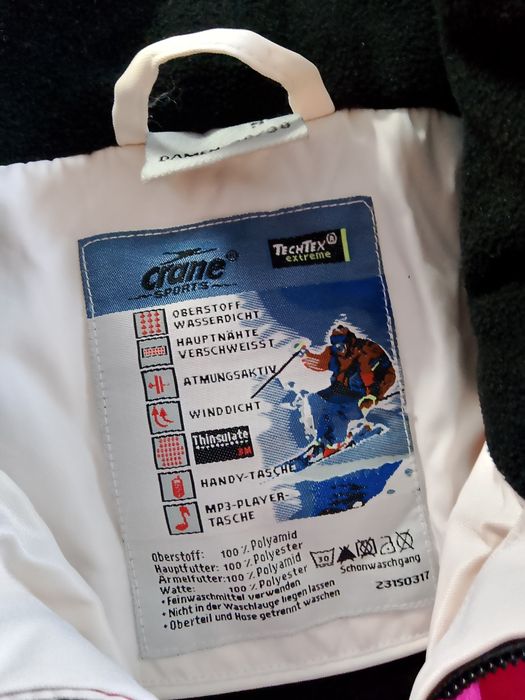 DAMEN
38
crane®
SPORTS
TECHTEX®
extreme
OBERSTOFF
WASSERDICHT
HAUPTNÄHTE
VERSCHWEISST
ATMUNGSAKTIV
WINDDICHT
Thinsulate
3M
HANDY-TASCHE
MP3-PLAYER-
TASCHE
Oberstoff: 100 % Polyamid
Hauptfutter: 100 % Polyester
Ärmelfutter: 100 % Polyamid
Watte: 100 % Polyester
30
Schonwaschgang
• Feinwaschmittel verwenden
• Nicht in der Waschlauge liegen lassen
• Oberteil und Hose getrennt waschen
23150317